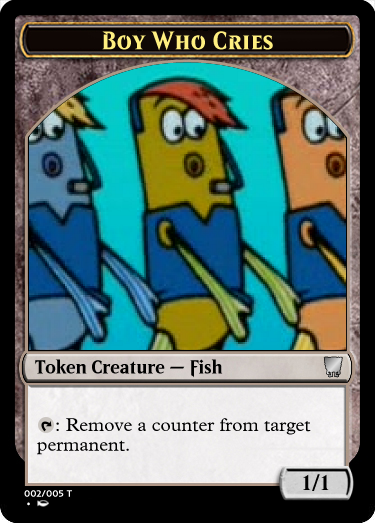 Boy Who Cries
Token Creature — Fish
: Remove a counter from target
permanent.
1/1
002/005 T